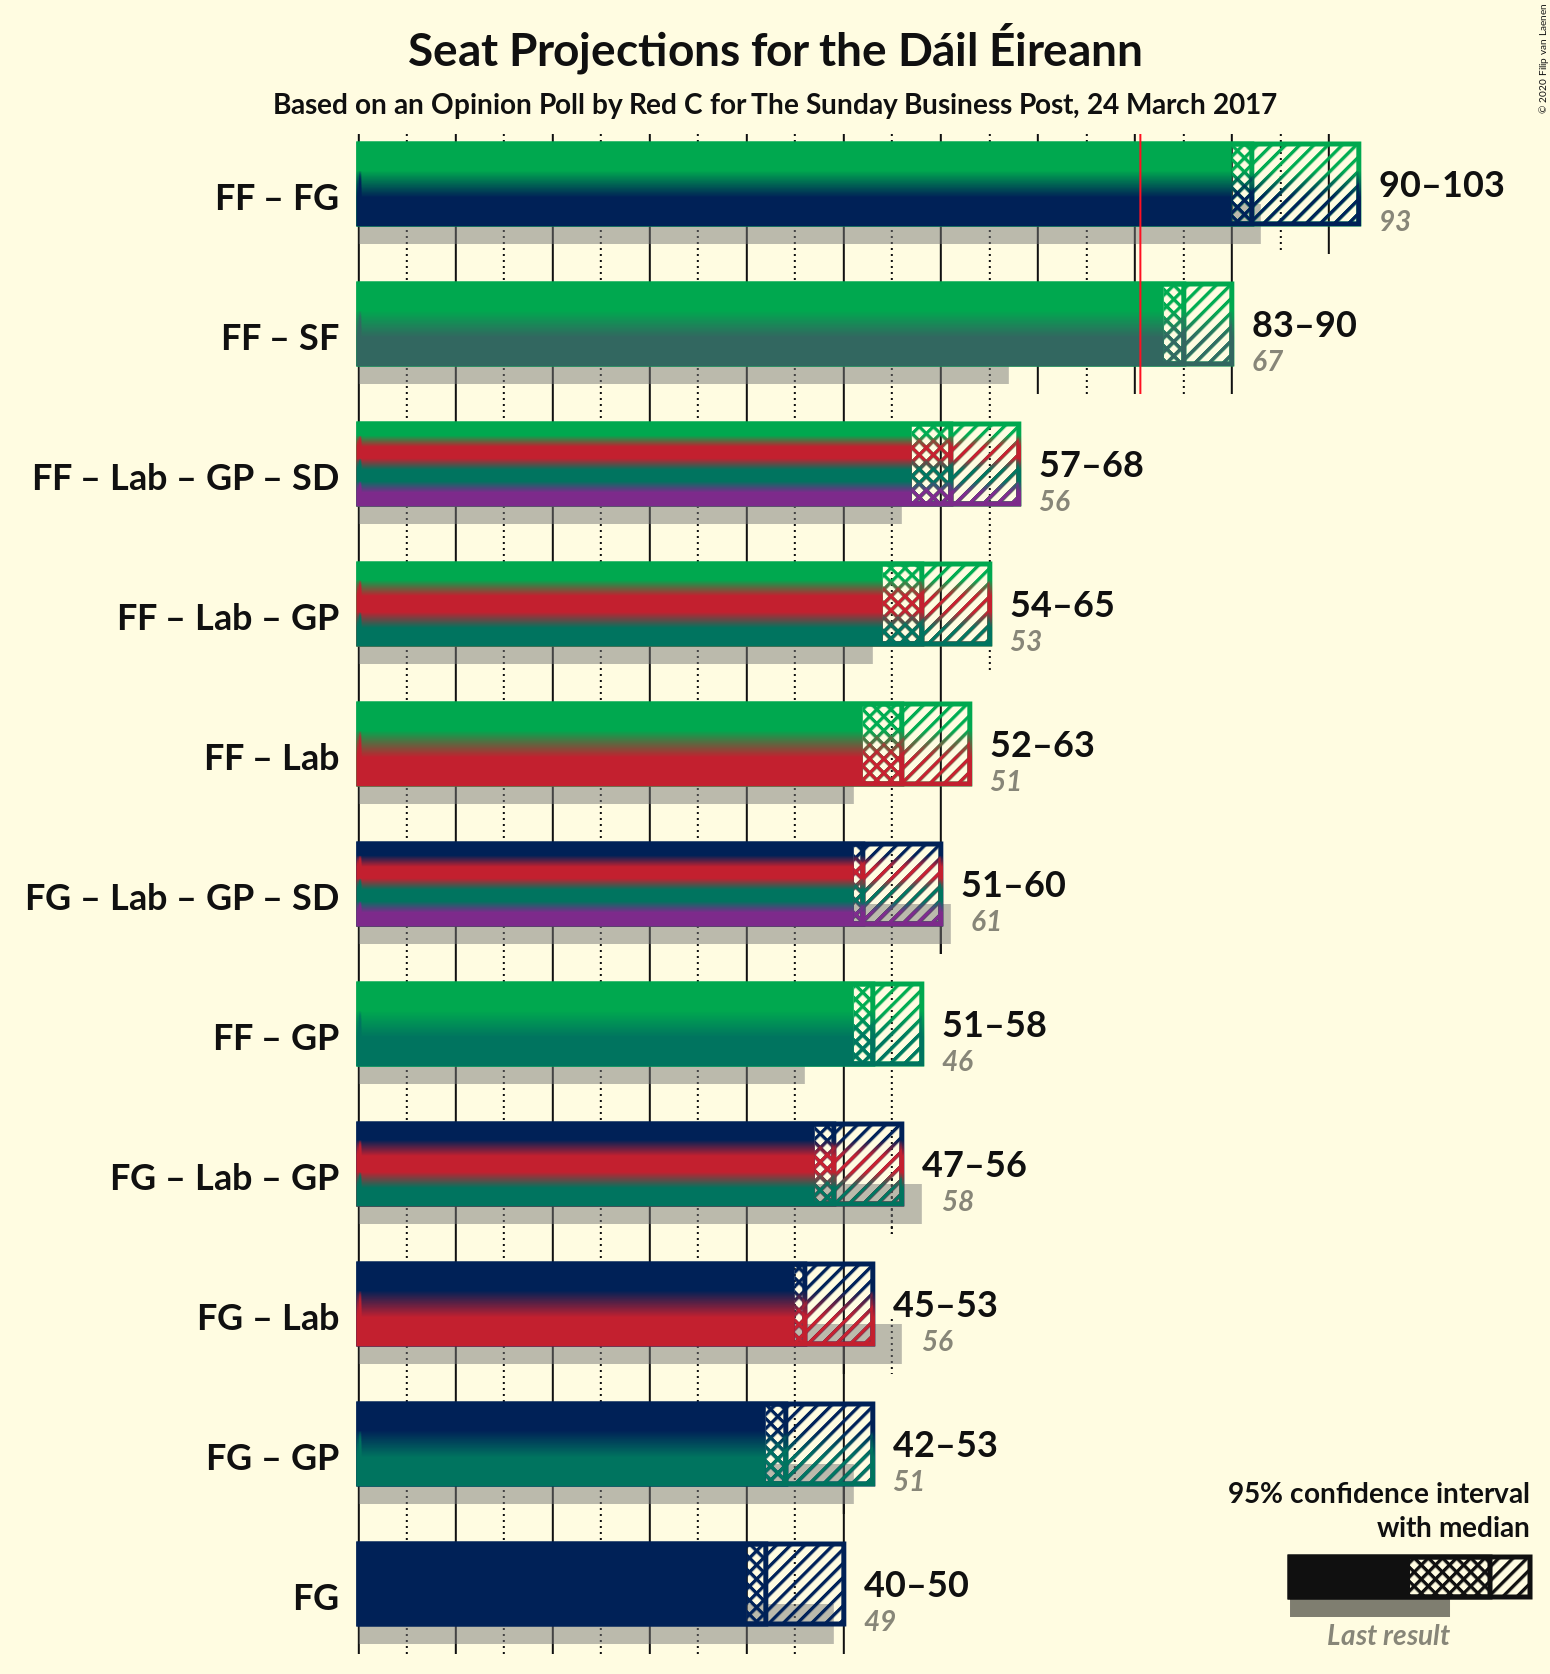 Seat Projections for the Dáil Éireann
Based on an Opinion Poll by Red C for The Sunday Business Post, 24 March 2017
© 2020 Filip van Laenen
FF – FG
90–103
93
FF – SF
83–90
67
FF – Lab – GP – SD
57–68
56
FF – Lab – GP
54–65
53
FF – Lab
52–63
51
FG – Lab – GP – SD
51–60
61
FF – GP
51–58
46
FG – Lab – GP
47–56
58
FG – Lab
45–53
56
FG – GP
42–53
51
FG
40–50
49
95% confidence interval
with median
Last result